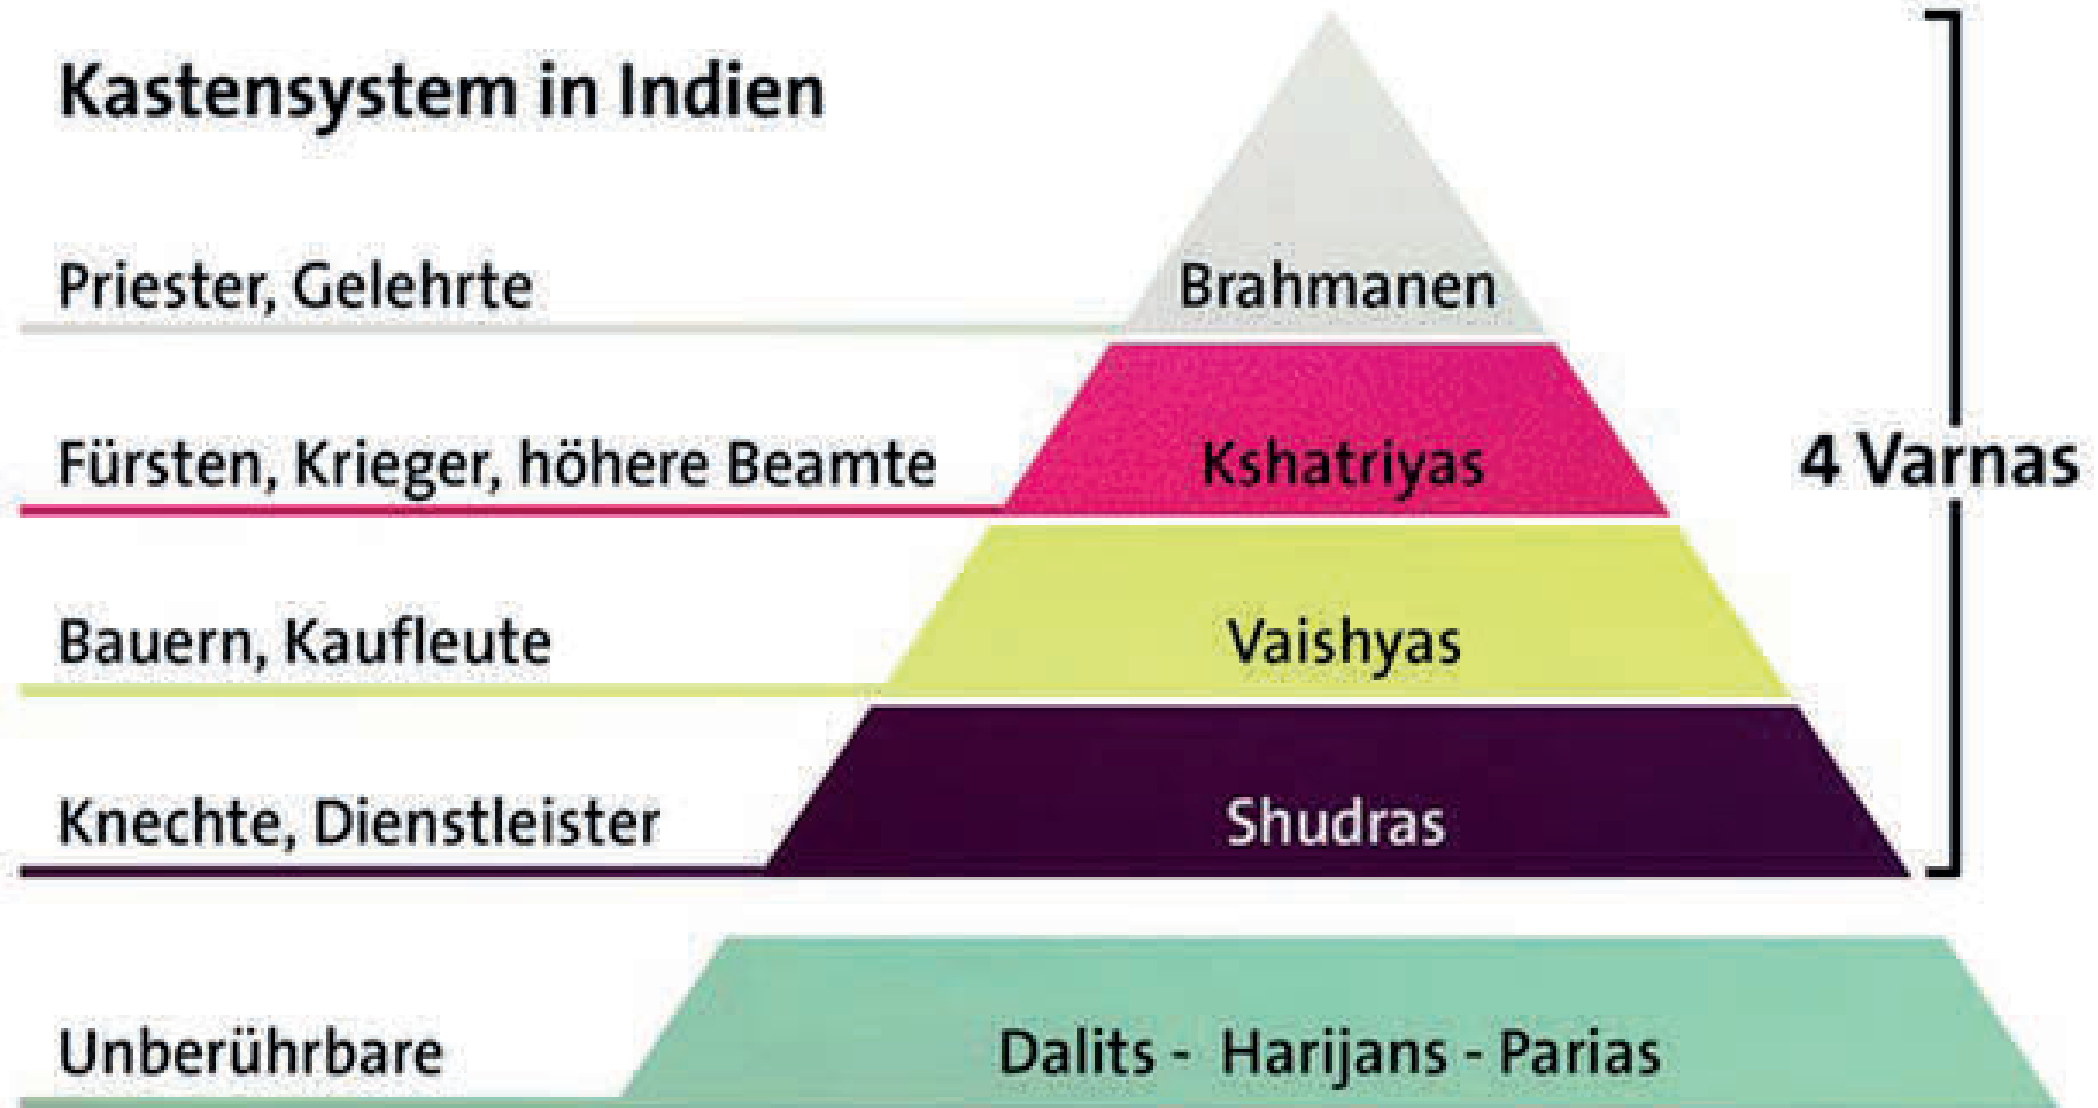 Kastensystem in Indien
Priester, Gelehrte
Brahmanen
Fürsten, Krieger, höhere Beamte
Kshatriyas
4 Varnas
Bauern, Kaufleute
Vaishyas
Knechte, Dienstleister
Shudras
Unberührbare
Dalits - Harijans - Parias